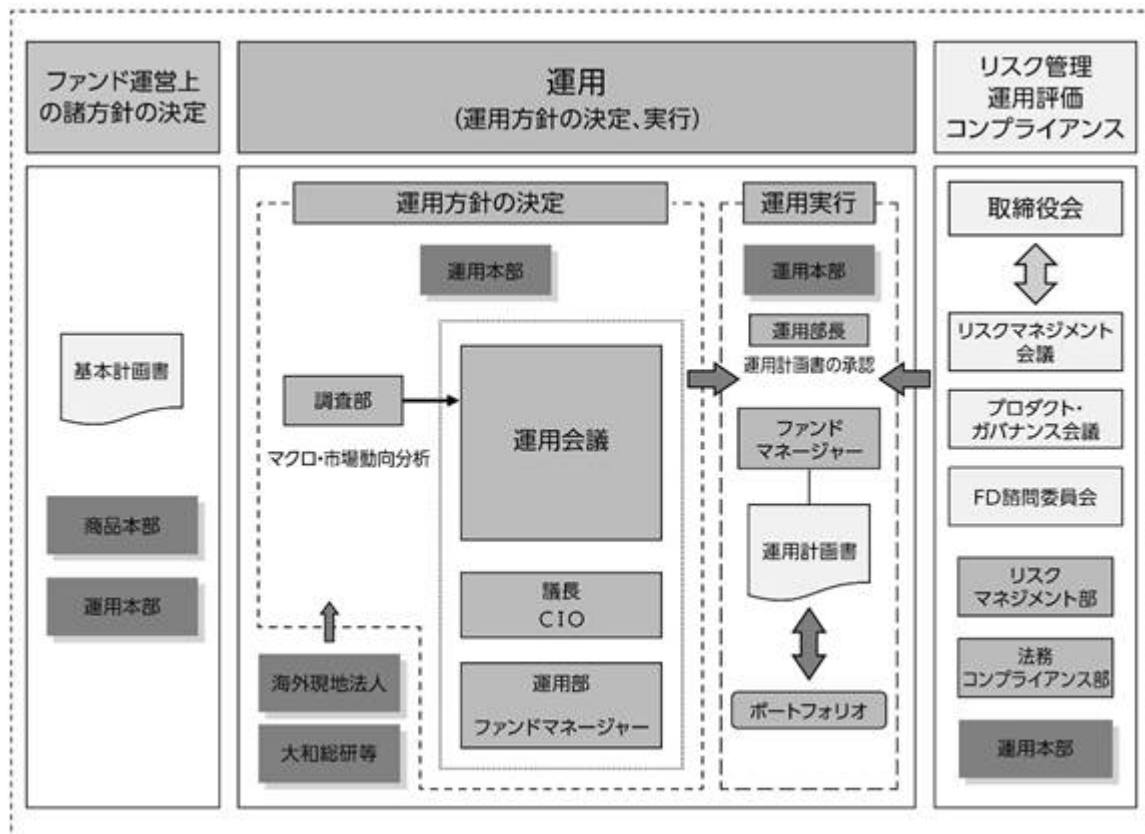 ファンド運営上
の諸方針の決定
運用
(運用方針の決定、実行)
リスク管理
運用評価
コンプライアンス
基本計画書
商品本部
運用本部
運用方針の決定
運用本部
調査部
マクロ・市場動向分析
運用会議
議長
CIO
運用部
ファンドマネージャー
海外現地法人
大和総研等
運用実行
運用本部
運用部長
運用計画書の承認
ファンド
マネージャー
運用計画書
ポートフォリオ
取締役会
リスクマネジメント
会議
プロダクト・
ガバナンス会議
FD諮問委員会
リスク
マネジメント部
法務
コンプライアンス部
運用本部